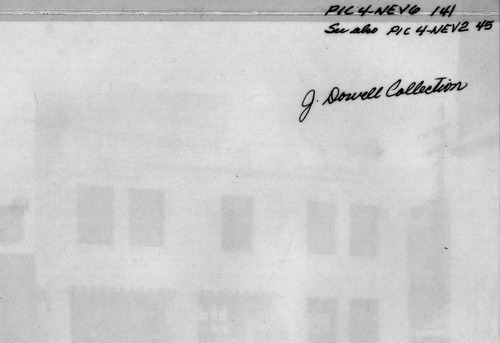 PIC 4-NEV6 141
See also PIC 4-NEV2 45
J. Dowell Collection